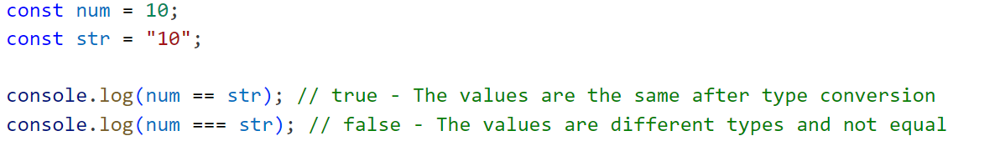 const num = 10;
const str = "10";
console.log(num == str); // true - The values are the same after type conversion
console.log(num === str); // false - The values are different types and not equal